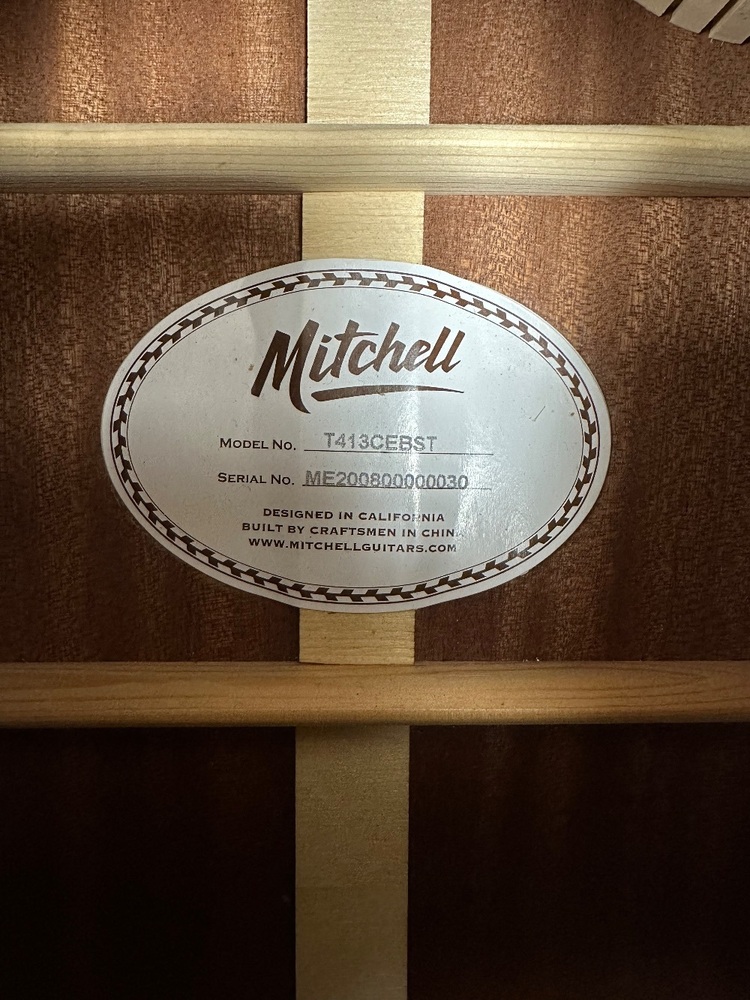 Mitchell
MODEL NO. T413CEBST
SERIAL NO. ME200800000030
DESIGNED IN CALIFORNIA
BUILT BY CRAFTSMEN IN CHINA
WWW.MITCHELLGUITARS.COM